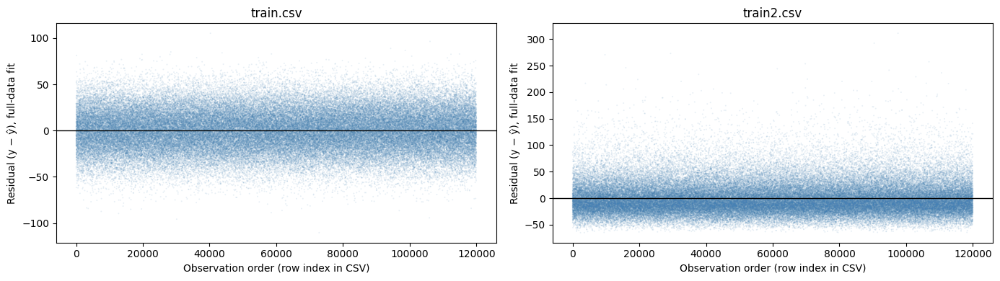 train.csv
Residual (y − ŷ), full-data fit
100
50
0
−50
−100
0 20000 40000 60000 80000 100000 120000
Observation order (row index in CSV)
train2.csv
Residual (y − ŷ), full-data fit
300
250
200
150
100
50
0
−50
0 20000 40000 60000 80000 100000 120000
Observation order (row index in CSV)